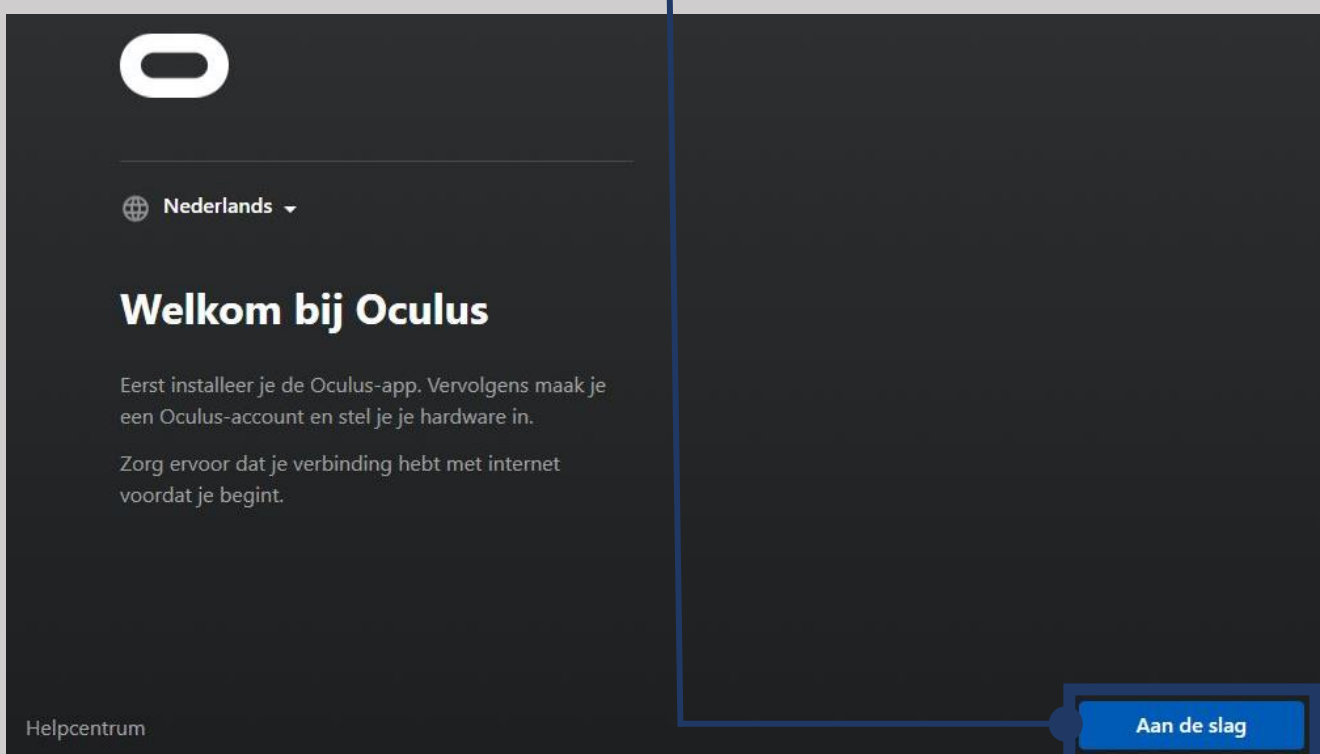 Nederlands
Welkom bij Oculus
Eerst installeer je de Oculus-app. Vervolgens maak je
een Oculus-account en stel je je hardware in.
Zorg ervoor dat je verbinding hebt met internet
voordat je begint.
Helpcentrum
Aan de slag